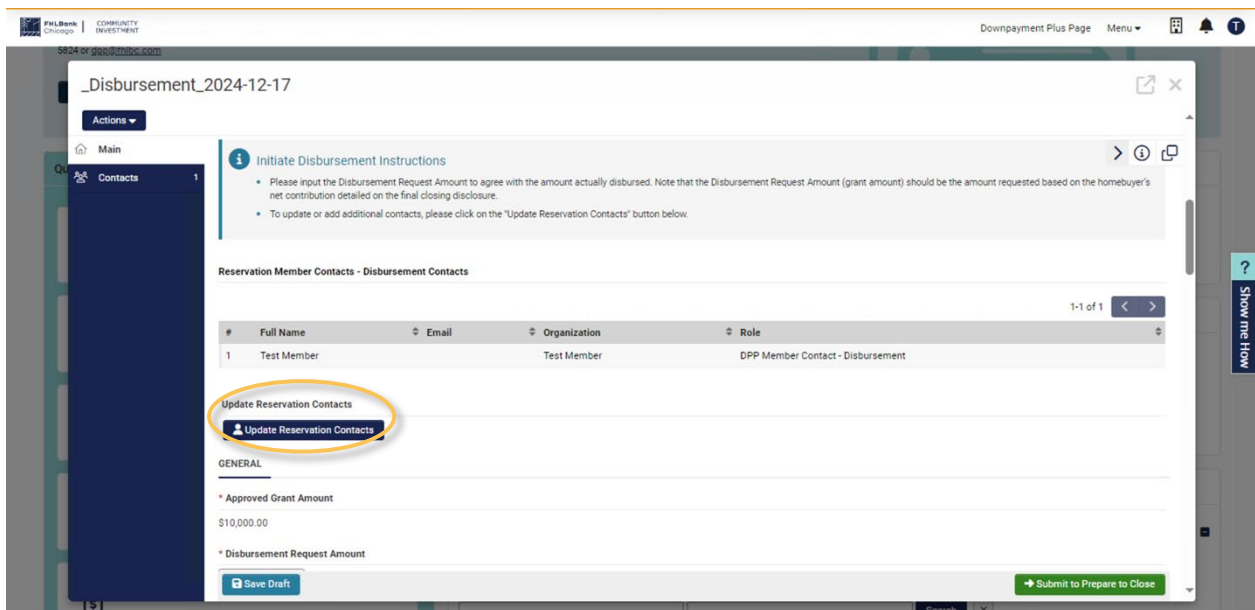 FHLBank
Chicago
COMMUNITY
INVESTMENT
Downpayment Plus Page Menu
T
5824 or dpp@fhlbc.com
_Disbursement_2024-12-17
Actions
Main
Contacts 1
Qu
Initiate Disbursement Instructions
Please input the Disbursement Request Amount to agree with the amount actually disbursed. Note that the Disbursement Request Amount (grant amount) should be the amount requested based on the homebuyer's
net contribution detailed on the final closing disclosure.
To update or add additional contacts, please click on the "Update Reservation Contacts" button below.
Reservation Member Contacts - Disbursement Contacts
1-1 of 1
# Full Name Email Organization Role
1 Test Member Test Member DPP Member Contact - Disbursement
? Show me How
Update Reservation Contacts
Update Reservation Contacts
GENERAL
* Approved Grant Amount
$10,000.00
* Disbursement Request Amount
Save Draft
Submit to Prepare to Close
Search